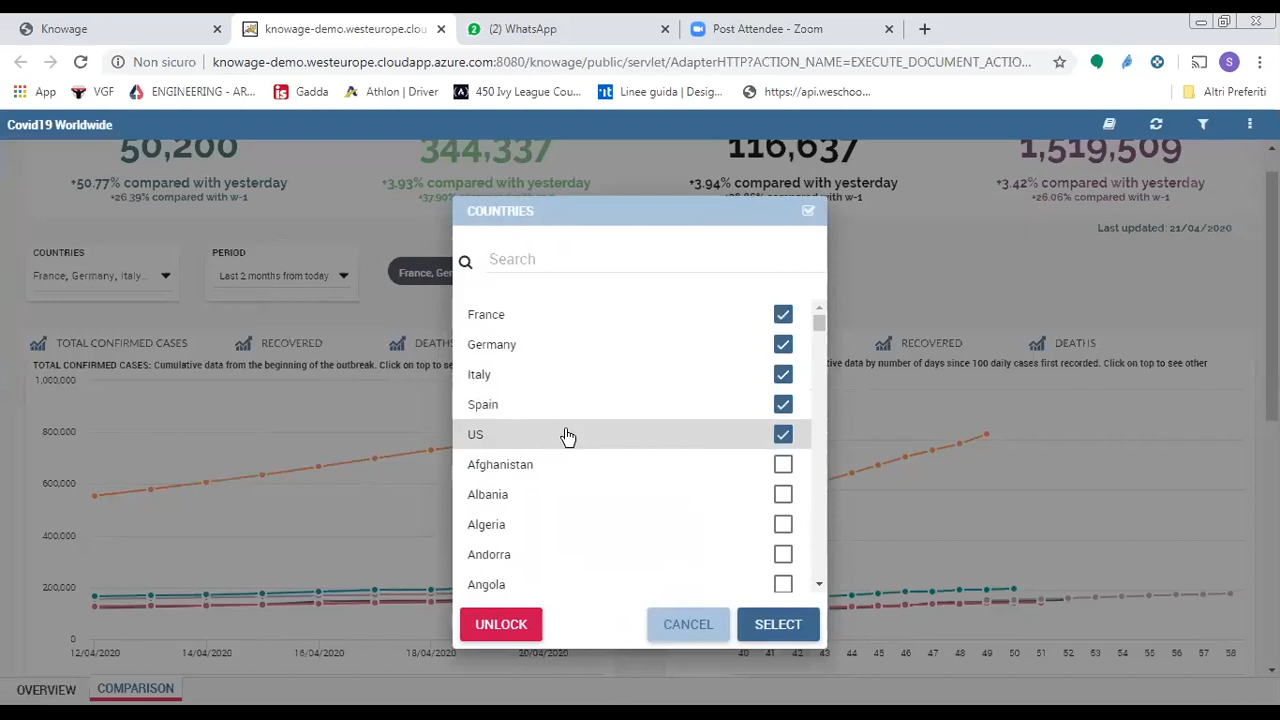 Knowage
knowage-demo.westeurope.clou
(2) WhatsApp
Post Attendee - Zoom
Non sicuro
knowage-demo.westeurope.cloudapp.azure.com:8080/knowage/public/servlet/AdapterHTTP?ACTION_NAME=EXECUTE_DOCUMENT_ACTIO...
S
App
VGF
ENGINEERING - AR...
Gadda
Athlon | Driver
450 Ivy League Cou...
Linee guida | Desig...
https://api.weschoo...
Altri Preferiti
Covid19 Worldwide
50,200
344,337
116,637
1,519,509
+50.77% compared with yesterday
+3.93% compared with yesterday
+3.94% compared with yesterday
+3.42% compared with yesterday
+26.39% compared with w-1
+26.06% compared with w-1
Last updated: 21/04/2020
COUNTRIES
Search
COUNTRIES
France, Germany, Italy...
PERIOD
Last 2 months from today
France, Ger
France
Germany
Italy
Spain
US
Afghanistan
Albania
Algeria
Andorra
Angola
UNLOCK
CANCEL
SELECT
TOTAL CONFIRMED CASES
RECOVERED
DEATHS
RECOVERED
DEATHS
TOTAL CONFIRMED CASES: Cumulative data from the beginning of the outbreak. Click on top to see
ve data by number of days since 100 daily cases first recorded. Click on top to see other
1,000,000
800,000
600,000
400,000
200,000
0
12/04/2020
14/04/2020
16/04/2020
18/04/2020
20/04/2020
40 41 42 43 44 45 46 47 48 49 50 51 52 53 54 55 56 57 58
OVERVIEW
COMPARISON